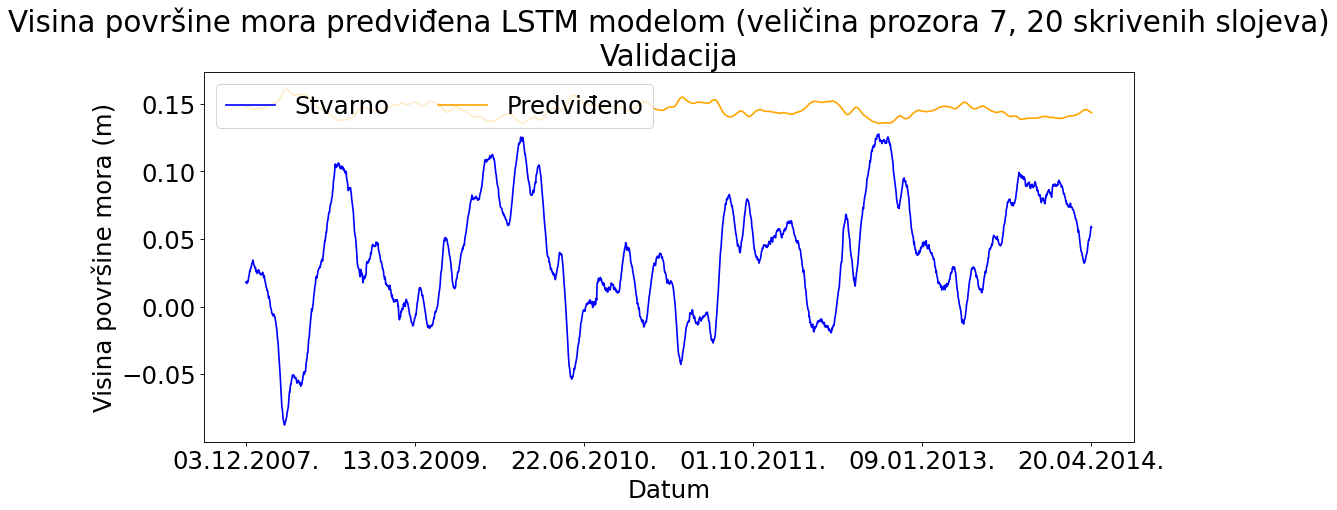 Visina površine mora predviđena LSTM modelom (veličina prozora 7, 20 skrivenih slojeva)
Validacija
Stvarno Predviđeno
Visina površine mora (m)
0.15
0.10
0.05
0.00
−0.05
03.12.2007. 13.03.2009. 22.06.2010. 01.10.2011. 09.01.2013. 20.04.2014.
Datum